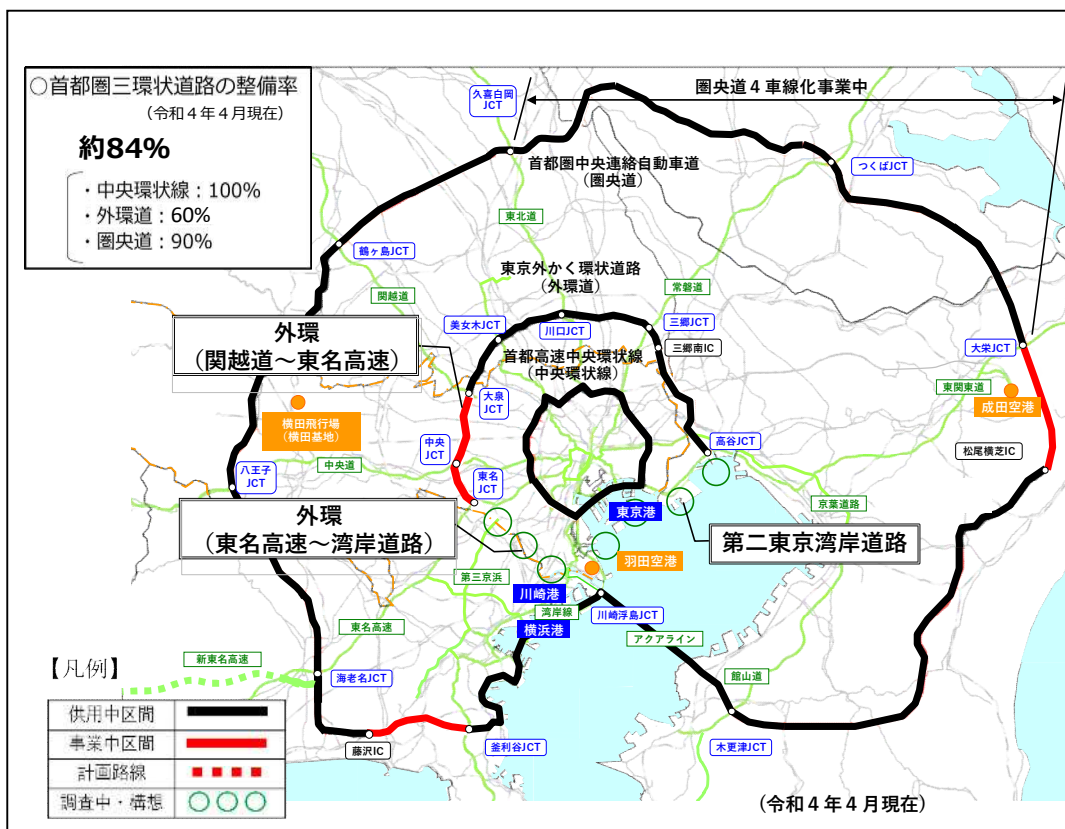 ○首都圏三環状道路の整備率
(令和４年４月現在)
約84%
・中央環状線：100%
・外環道：60%
・圏央道：90%
久喜白岡
JCT
圏央道４車線化事業中
首都圏中央連絡自動車道
(圏央道)
つくばJCT
東北道
鶴ヶ島JCT
関越道
東京外かく環状道路
(外環道)
常磐道
美女木JCT
川口JCT
三郷JCT
三郷南IC
外環
(関越道～東名高速)
首都高速中央環状線
(中央環状線)
大栄JCT
東関東道
成田空港
大泉
JCT
横田飛行場
(横田基地)
中央
JCT
高谷JCT
松尾横芝IC
八王子
JCT
中央道
東名
JCT
京葉道路
外環
(東名高速～湾岸道路)
東京港
第二東京湾岸道路
羽田空港
第三京浜
川崎港
湾岸線
川崎浮島JCT
横浜港
東名高速
アクアライン
新東名高速
館山道
【凡例】
海老名JCT
供用中区間
事業中区間
計画路線
調査中・構想
藤沢IC
釜利谷JCT
木更津JCT
(令和４年４月現在)